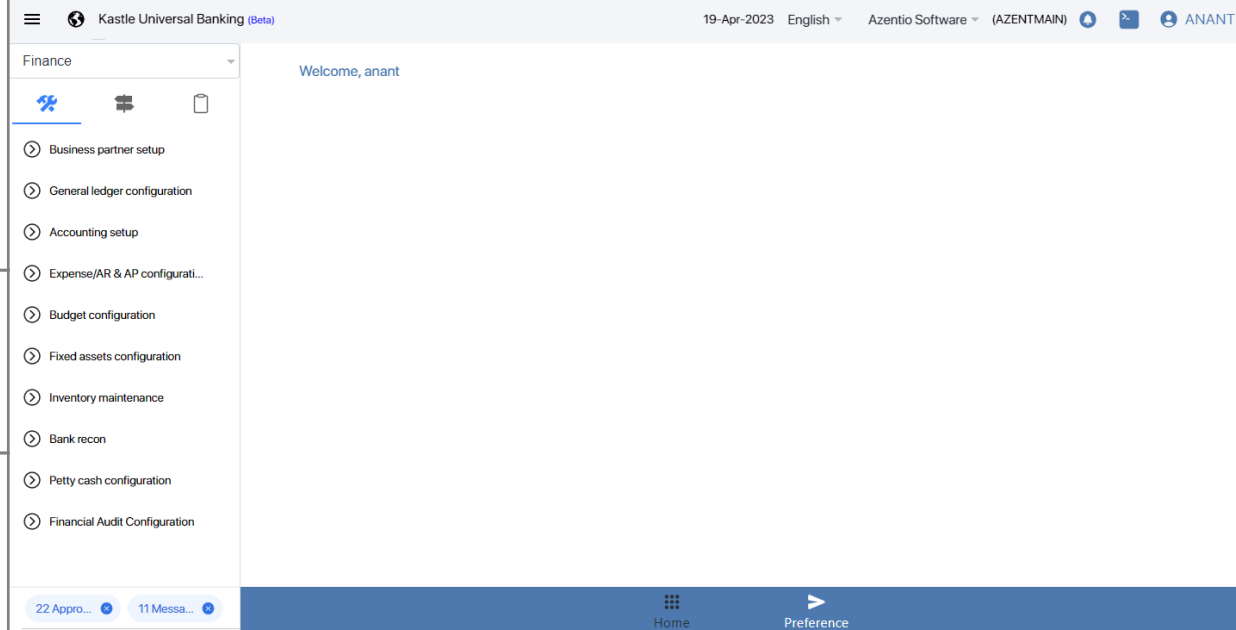 Kastle Universal Banking (Beta) 19-Apr-2023 English Azentio Software (AZENTMAIN) ANANT
Finance
Welcome, anant
Business partner setup
General ledger configuration
Accounting setup
Expense/AR & AP configurati...
Budget configuration
Fixed assets configuration
Inventory maintenance
Bank recon
Petty cash configuration
Financial Audit Configuration
22 Appro... 11 Messa...
Home Preference